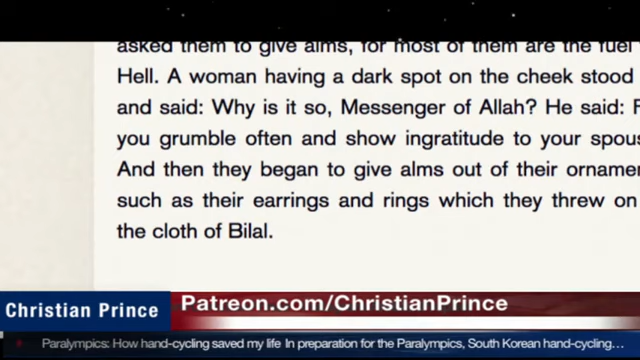 asked them to give alms, for most of them are the fuel
Hell. A woman having a dark spot on the cheek stood
and said: Why is it so, Messenger of Allah? He said: F
you grumble often and show ingratitude to your spous
And then they began to give alms out of their orname
such as their earrings and rings which they threw on
the cloth of Bilal.
Christian Prince
Patreon.com/ChristianPrince
Paralympics: How hand-cycling saved my life In preparation for the Paralympics, South Korean hand-cycling...